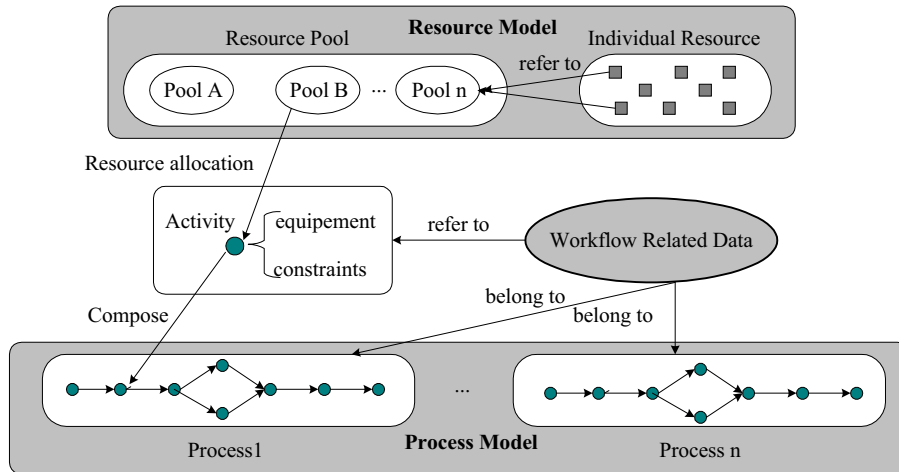 Resource Model
Resource Pool
Individual Resource
refer to
Pool A
Pool B
...
Pool n
Resource allocation
Activity
equipement
constraints
refer to
Workflow Related Data
Compose
belong to
belong to
...
Process1
Process Model
Process n